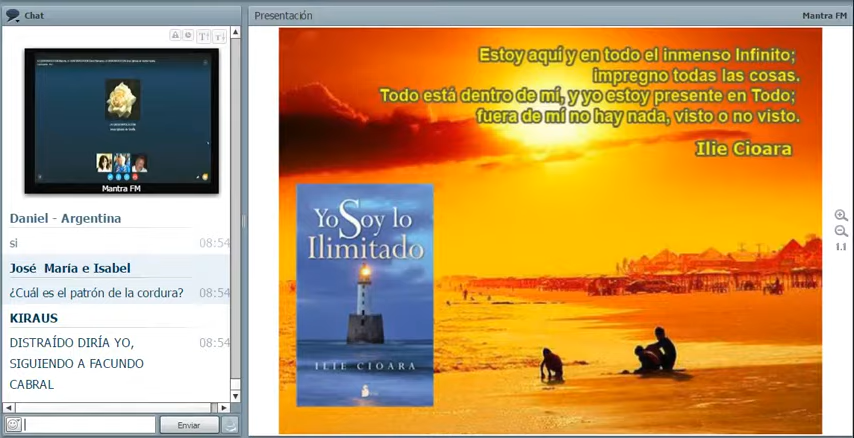 Chat
Mantra FM
Daniel - Argentina
si 08:54
José María e Isabel
¿Cuál es el patrón de la cordura? 08:54
KIRAUS
DISTRAÍDO DIRÍA YO, 08:54
SIGUIENDO A FACUNDO
CABRAL
Enviar
Presentación
Mantra FM
Estoy aquí y en todo el inmenso Infinito;
impregno todas las cosas.
Todo está dentro de mí, y yo estoy presente en Todo;
fuera de mí no hay nada, visto o no visto.
Ilie Cioara
Yo Soy lo
Ilimitado
ILIE CIOARA
1.1